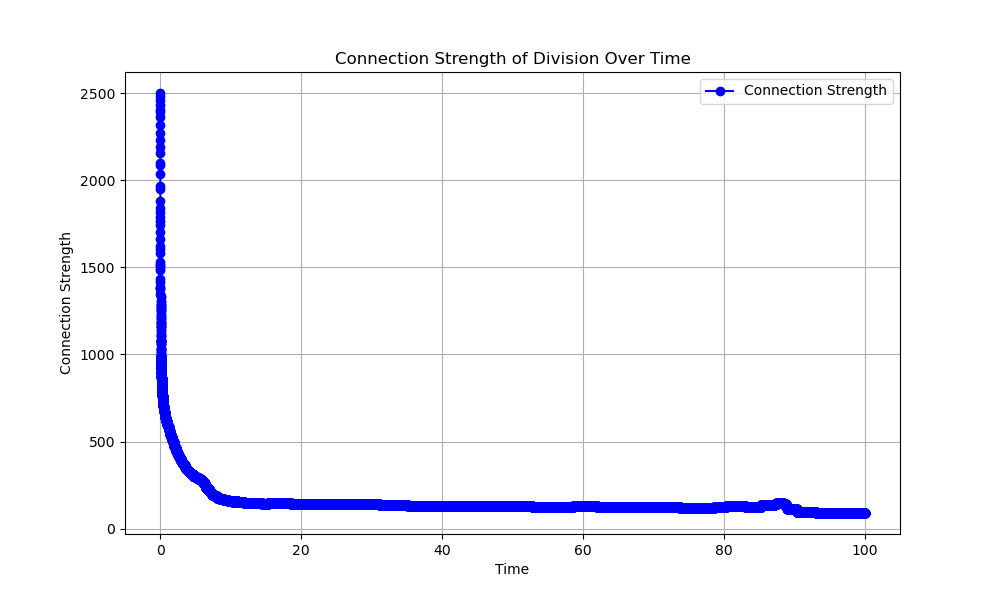 Connection Strength of Division Over Time
Connection Strength
2500
2000
1500
1000
500
0
Connection Strength
0 20 40 60 80 100
Time